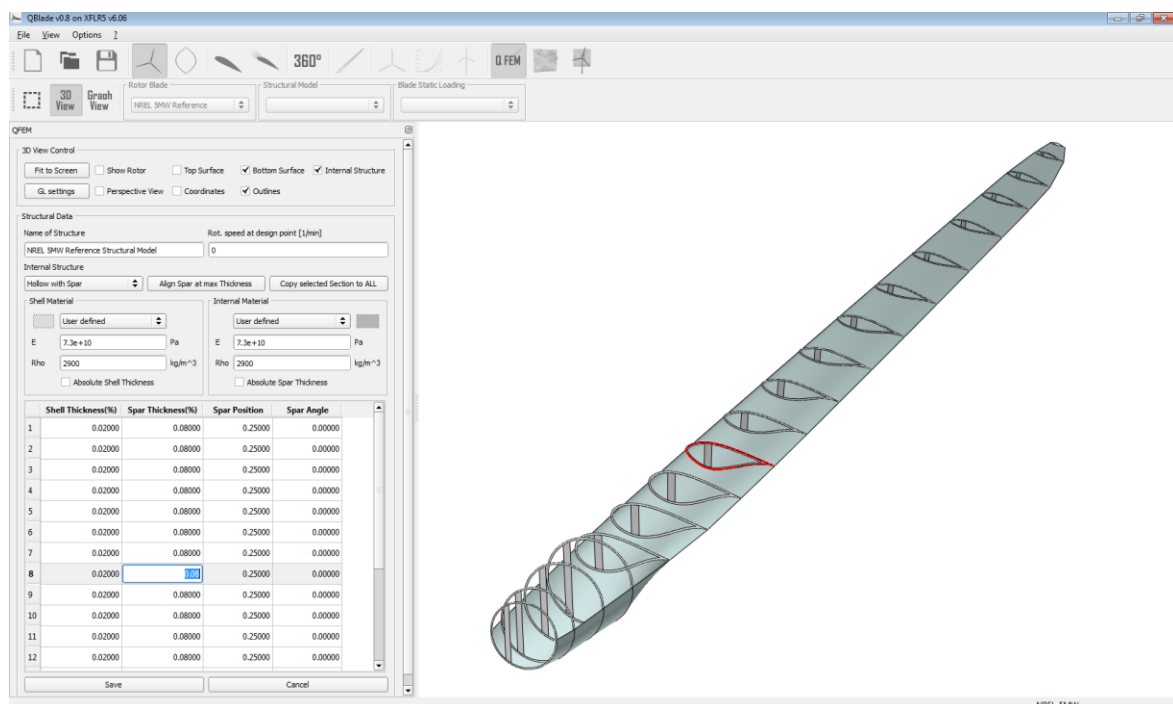 QBlade v0.8 on XFLR5 v6.06
File View Options ?
360° Q FEM
3D View Graph View
Rotor Blade Structural Model Blade Static Loading
NREL 5MW Reference
QFEM
3D View Control
Fit to Screen Show Rotor Top Surface Bottom Surface Internal Structure
GL settings Perspective View Coordinates Outlines
Structural Data
Name of Structure Rot. speed at design point [1/min]
NREL 5MW Reference Structural Model 0
Internal Structure
Hollow with Spar Align Spar at max Thickness Copy selected Section to ALL
Shell Material Internal Material
User defined User defined
E 7.3e+10 Pa E 7.3e+10 Pa
Rho 2900 kg/m^3 Rho 2900 kg/m^3
Absolute Shell Thickness Absolute Spar Thickness
Shell Thickness(%) Spar Thickness(%) Spar Position Spar Angle
1 0.02000 0.08000 0.25000 0.00000
2 0.02000 0.08000 0.25000 0.00000
3 0.02000 0.08000 0.25000 0.00000
4 0.02000 0.08000 0.25000 0.00000
5 0.02000 0.08000 0.25000 0.00000
6 0.02000 0.08000 0.25000 0.00000
7 0.02000 0.08000 0.25000 0.00000
8 0.02000 0.08 0.25000 0.00000
9 0.02000 0.08000 0.25000 0.00000
10 0.02000 0.08000 0.25000 0.00000
11 0.02000 0.08000 0.25000 0.00000
12 0.02000 0.08000 0.25000 0.00000
Save Cancel
NREL 5MW